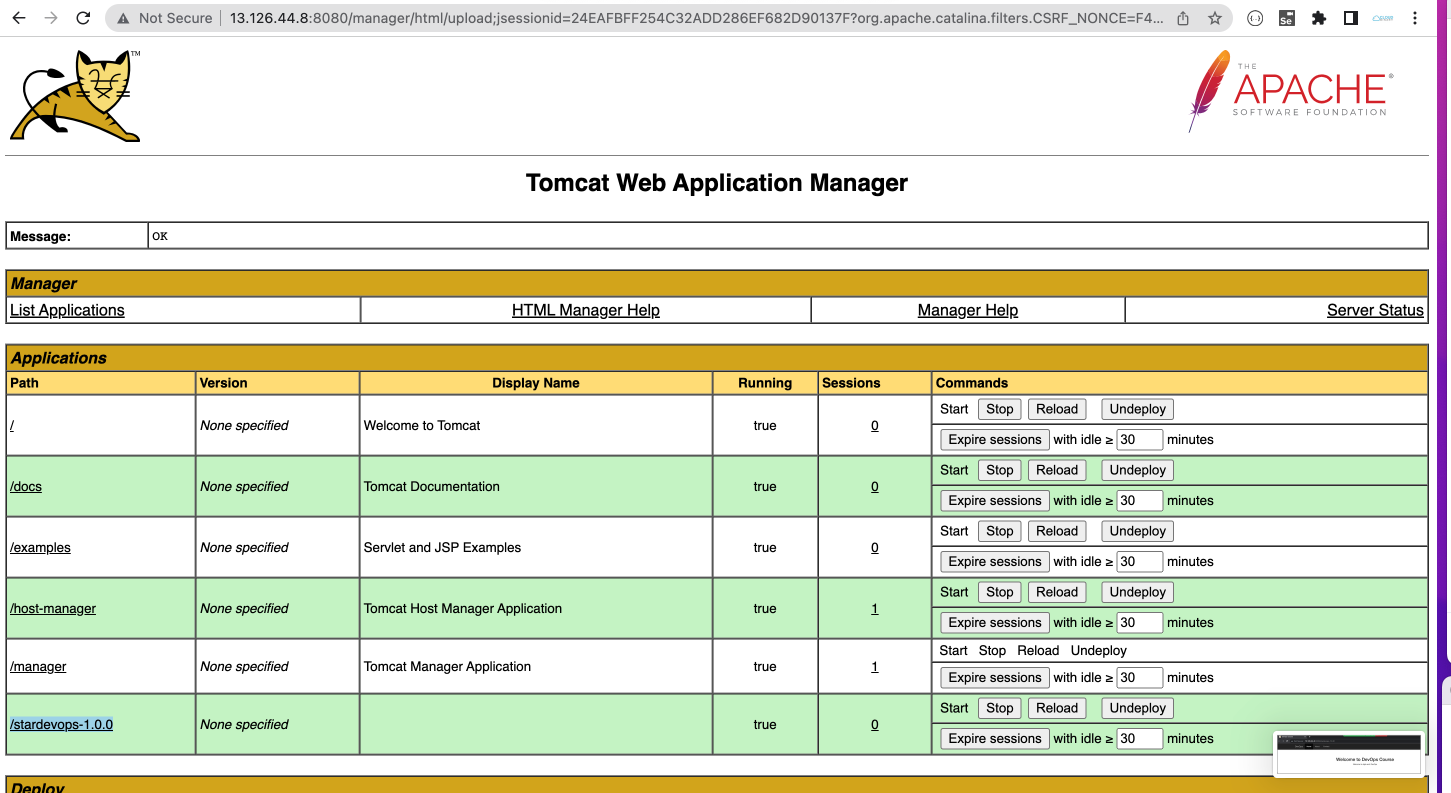 Not Secure 13.126.44.8:8080/manager/html/upload;jsessionid=24EAFBFF254C32ADD286EF682D90137F?org.apache.catalina.filters.CSRF_NONCE=F4...
Se
TM
THE
APACHE®
SOFTWARE FOUNDATION
Tomcat Web Application Manager
Message: OK
Manager
List Applications HTML Manager Help Manager Help Server Status
Applications
Path Version Display Name Running Sessions Commands
/ None specified Welcome to Tomcat true 0 Start Stop Reload Undeploy
Expire sessions with idle ≥ 30 minutes
/docs None specified Tomcat Documentation true 0 Start Stop Reload Undeploy
Expire sessions with idle ≥ 30 minutes
/examples None specified Servlet and JSP Examples true 0 Start Stop Reload Undeploy
Expire sessions with idle ≥ 30 minutes
/host-manager None specified Tomcat Host Manager Application true 1 Start Stop Reload Undeploy
Expire sessions with idle ≥ 30 minutes
/manager None specified Tomcat Manager Application true 1 Start Stop Reload Undeploy
Expire sessions with idle ≥ 30 minutes
/stardevops-1.0.0 None specified true 0 Start Stop Reload Undeploy
Expire sessions with idle ≥ 30 minutes
Welcome to DevOps Course
Deploy